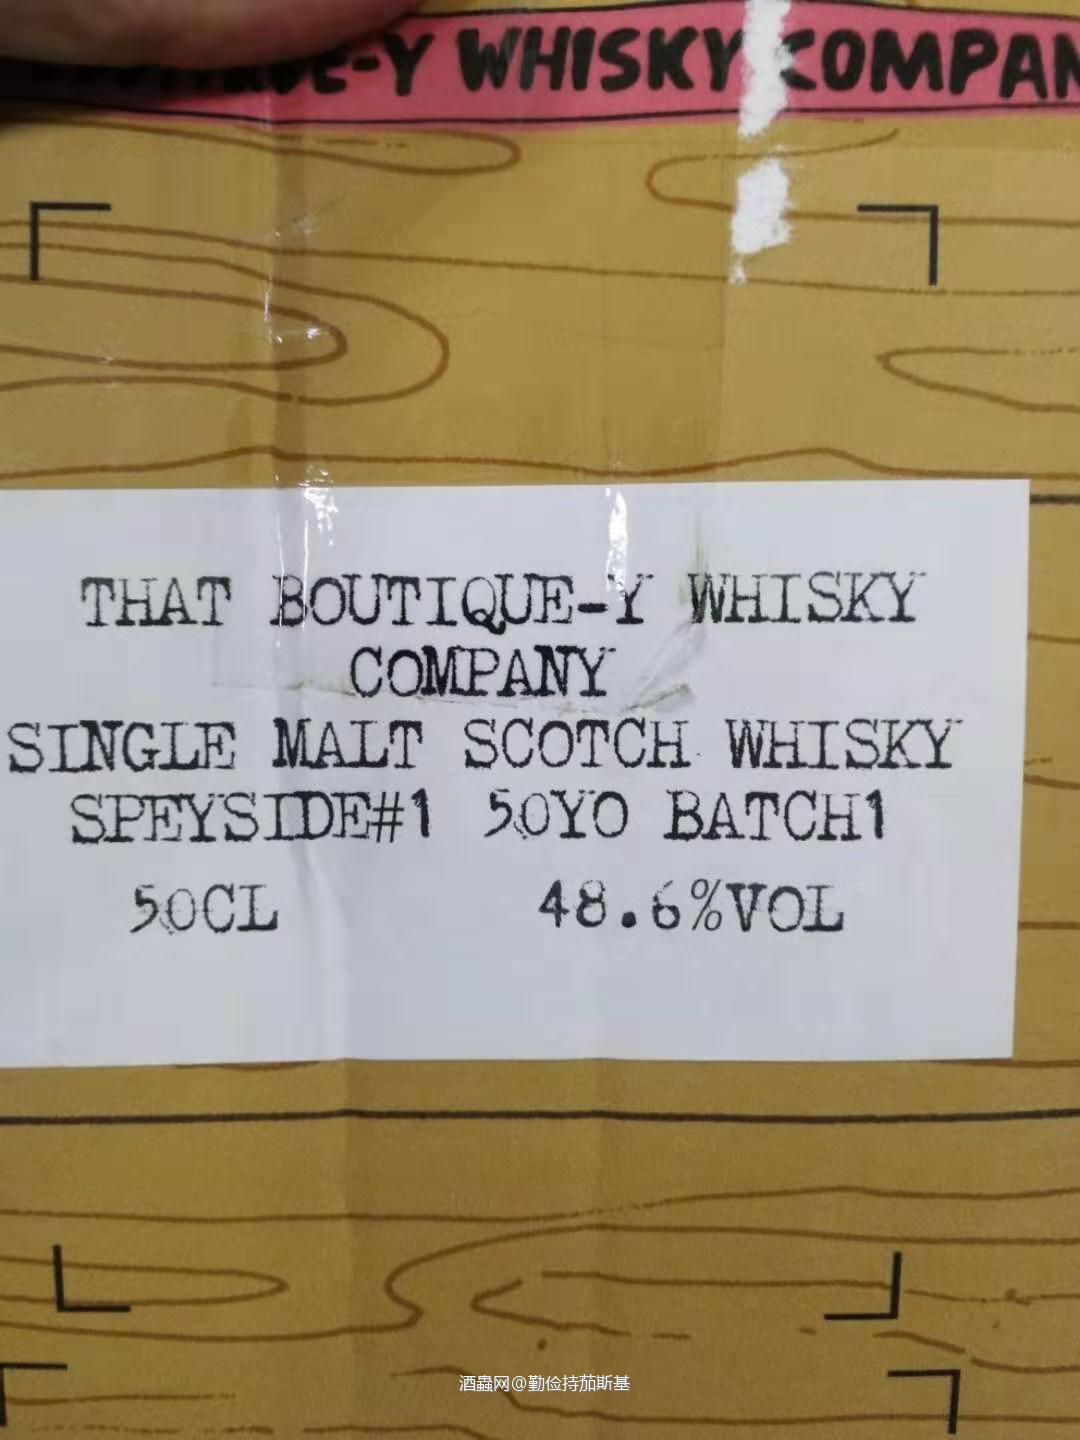 -Y WHISKY COMPAN
THAT BOUTIQUE-Y WHISKY
COMPANY
SINGLE MALT SCOTCH WHISKY
SPEYSIDE#1 50YO BATCH1
50CL 48.6%VOL
酒蟲网@勤俭持茄斯基